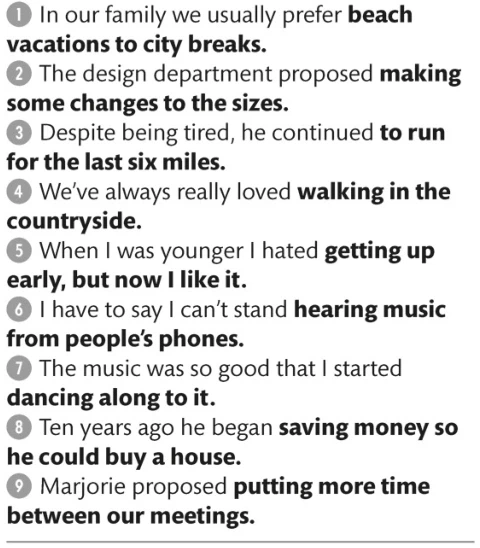 1 In our family we usually prefer beach
vacations to city breaks.
2 The design department proposed making
some changes to the sizes.
3 Despite being tired, he continued to run
for the last six miles.
4 We've always really loved walking in the
countryside.
5 When I was younger I hated getting up
early, but now I like it.
6 I have to say I can't stand hearing music
from people's phones.
7 The music was so good that I started
dancing along to it.
8 Ten years ago he began saving money so
he could buy a house.
9 Marjorie proposed putting more time
between our meetings.